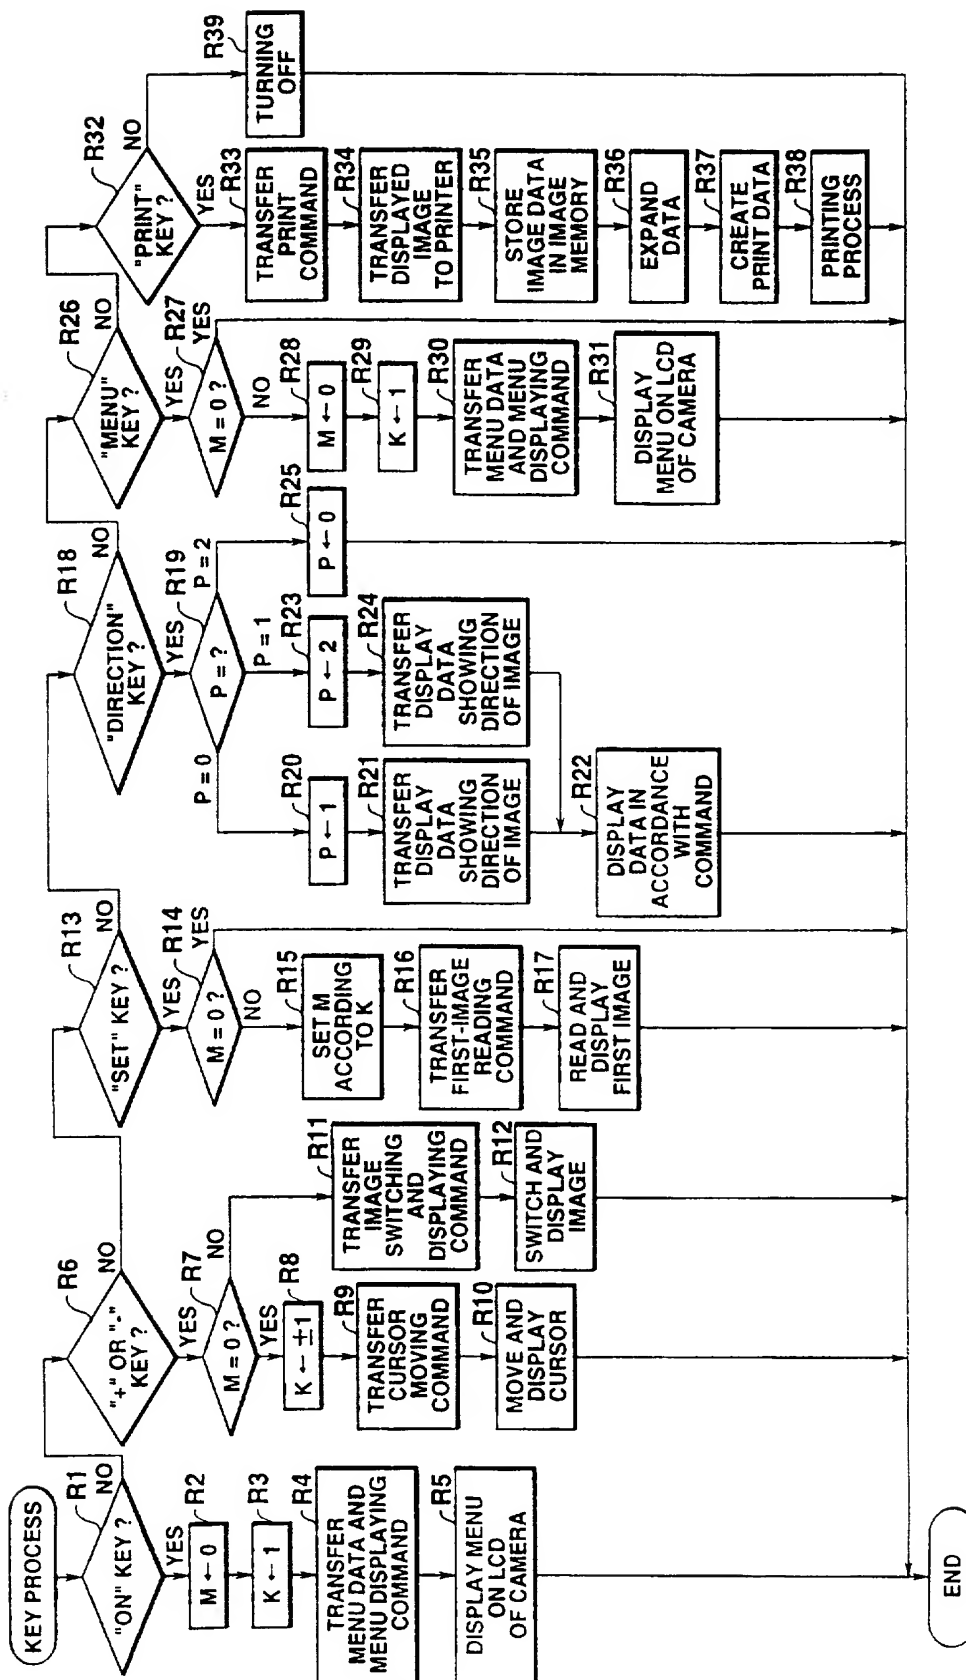 KEY PROCESS
R1
"ON" KEY ?
NO
YES
R2
M ← 0
R3
K ← 1
R4
TRANSFER
MENU DATA AND
MENU DISPLAYING
COMMAND
R5
DISPLAY MENU
ON LCD
OF CAMERA
END
R6
"+" OR "-"
KEY ?
NO
YES
R7
M = 0 ?
NO
YES
R8
K ← ±1
R9
TRANSFER
CURSOR
MOVING
COMMAND
R10
MOVE AND
DISPLAY
CURSOR
R11
TRANSFER
IMAGE
SWITCHING
AND
DISPLAYING
COMMAND
R12
SWITCH AND
DISPLAY
IMAGE
R13
"SET" KEY ?
NO
YES
R14
M = 0 ?
YES
NO
R15
SET M
ACCORDING
TO K
R16
TRANSFER
FIRST-IMAGE
READING
COMMAND
R17
READ AND
DISPLAY
FIRST IMAGE
R18
"DIRECTION"
KEY ?
NO
YES
R19
P = ?
P = 0
P = 1
P = 2
R20
P ← 1
R21
TRANSFER
DISPLAY
DATA
SHOWING
DIRECTION
OF IMAGE
R22
DISPLAY
DATA IN
ACCORDANCE
WITH
COMMAND
R23
P ← 2
R24
TRANSFER
DISPLAY
DATA
SHOWING
DIRECTION
OF IMAGE
R25
P ← 0
R26
"MENU"
KEY ?
NO
YES
R27
M = 0 ?
YES
NO
R28
M ← 0
R29
K ← 1
R30
TRANSFER
MENU DATA
AND MENU
DISPLAYING
COMMAND
R31
DISPLAY
MENU ON LCD
OF CAMERA
R32
"PRINT"
KEY ?
NO
YES
R33
TRANSFER
PRINT
COMMAND
R34
TRANSFER
DISPLAYED
IMAGE
TO PRINTER
R35
STORE
IMAGE DATA
IN IMAGE
MEMORY
R36
EXPAND
DATA
R37
CREATE
PRINT DATA
R38
PRINTING
PROCESS
R39
TURNING
OFF